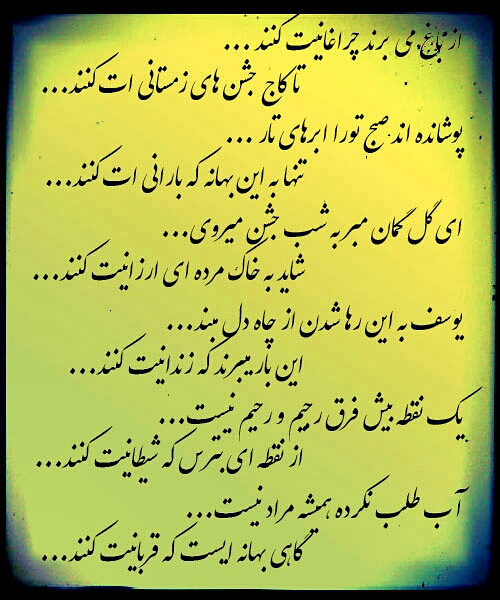 از باغ می برند چراغانیت کنند ...
تا کاج جشن های زمستانی ات کنند...
پوشانده اند صبح تو را ابرهای تار ...
تنها به این بهانه که بارانی ات کنند...
ای گل گمان مبر به شب جشن میروی...
شاید به خاک مرده ای ارزانیت کنند...
یوسف به این رها شدن از چاه دل مبند...
این بار میبرند که زندانیت کنند...
یک نقطه بیش فرق رجیم و رحیم نیست...
از نقطه ای بترس که شیطانیت کنند...
آب طلب نکرده همیشه مراد نیست...
گاهی بهانه ایست که قربانیت کنند...